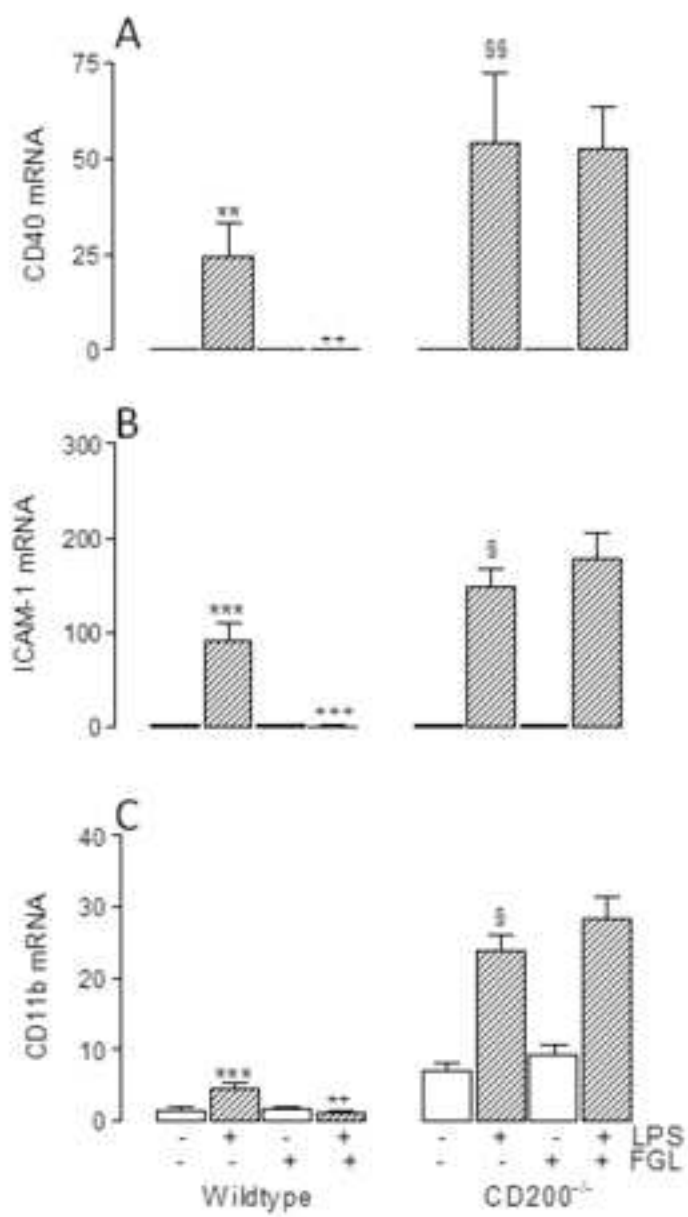 A
75
§§
50
CD40 mRNA
**
25
++
0
B
300
200
§
ICAM-1 mRNA
***
100
+++
0
C
40
30
§
CD11b mRNA
20
10
***
++
0
- + - + - + - + LPS
- - + + - - + + FGL
Wildtype CD200-/-